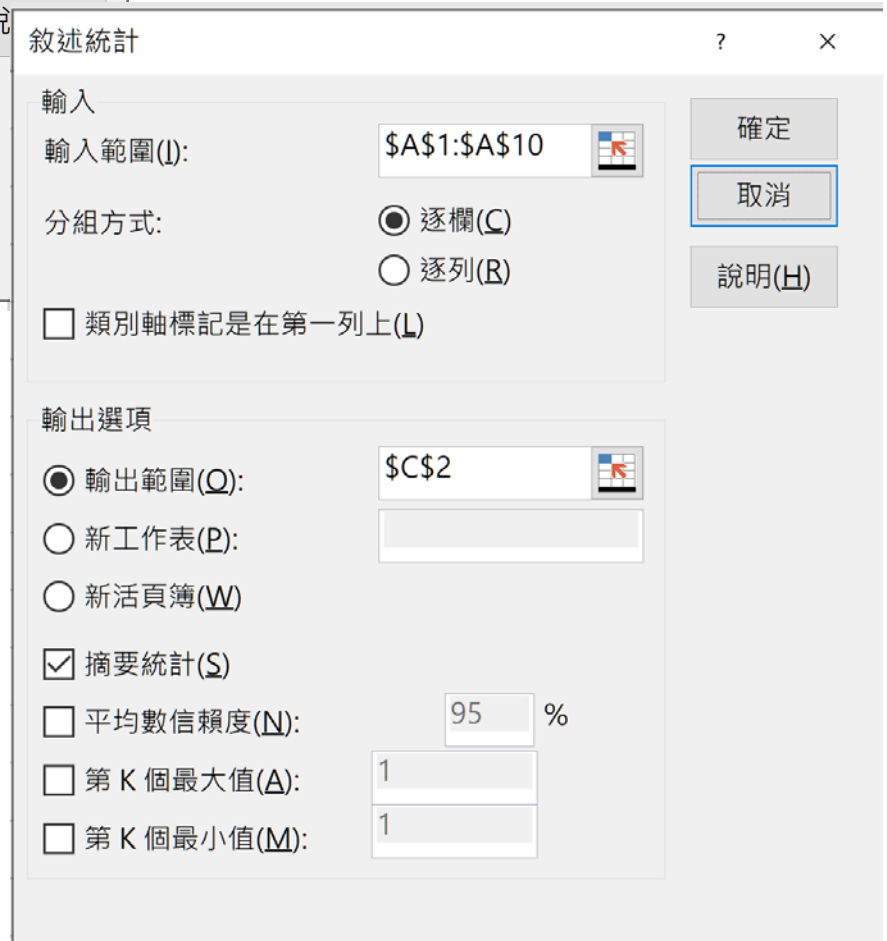 敘述統計 ? ×
輸入
輸入範圍(I): $A$1:$A$10
分組方式: 逐欄(C)
逐列(R)
類別軸標記是在第一列上(L)
確定
取消
說明(H)
輸出選項
輸出範圍(O): $C$2
新工作表(P):
新活頁簿(W)
摘要統計(S)
平均數信賴度(N): 95 %
第 K 個最大值(A): 1
第 K 個最小值(M): 1